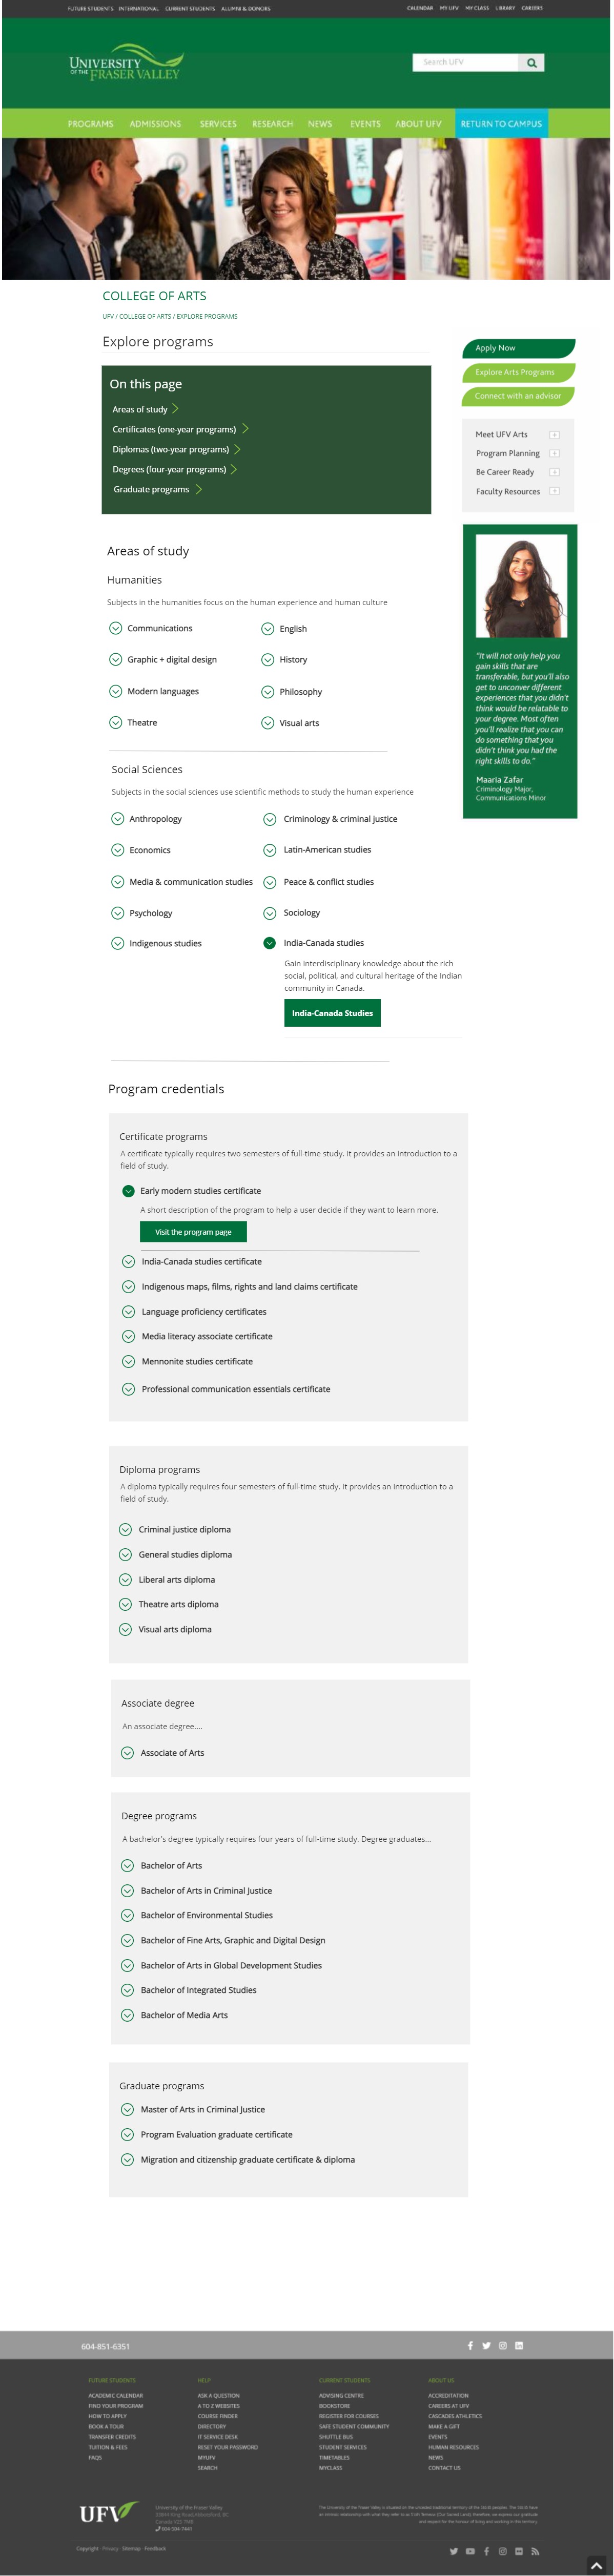 FUTURE STUDENTS INTERNATIONAL CURRENT STUDENTS ALUMNI & DONORS
CALENDAR MY UFV MY CLASS LIBRARY CAREERS
UNIVERSITY
OF THE FRASER VALLEY
Search UFV
PROGRAMS ADMISSIONS SERVICES RESEARCH NEWS EVENTS ABOUT UFV RETURN TO CAMPUS
COLLEGE OF ARTS
UFV / COLLEGE OF ARTS / EXPLORE PROGRAMS
Explore programs
On this page
Areas of study
Certificates (one-year programs)
Diplomas (two-year programs)
Degrees (four-year programs)
Graduate programs
Apply Now
Explore Arts Programs
Connect with an advisor
Meet UFV Arts
Program Planning
Be Career Ready
Faculty Resources
"It will not only help you
gain skills that are
transferable, but you'll also
get to unconver different
experiences that you didn't
think would be relatable to
your degree. Most often
you'll realize that you can
do something that you
didn't think you had the
right skills to do."
Maaria Zafar
Criminology Major,
Communications Minor
Areas of study
Humanities
Subjects in the humanities focus on the human experience and human culture
Communications
English
Graphic + digital design
History
Modern languages
Philosophy
Theatre
Visual arts
Social Sciences
Subjects in the social sciences use scientific methods to study the human experience
Anthropology
Criminology & criminal justice
Economics
Latin-American studies
Media & communication studies
Peace & conflict studies
Psychology
Sociology
Indigenous studies
India-Canada studies
Gain interdisciplinary knowledge about the rich
social, political, and cultural heritage of the Indian
community in Canada.
India-Canada Studies
Program credentials
Certificate programs
A certificate typically requires two semesters of full-time study. It provides an introduction to a
field of study.
Early modern studies certificate
A short description of the program to help a user decide if they want to learn more.
Visit the program page
India-Canada studies certificate
Indigenous maps, films, rights and land claims certificate
Language proficiency certificates
Media literacy associate certificate
Mennonite studies certificate
Professional communication essentials certificate
Diploma programs
A diploma typically requires four semesters of full-time study. It provides an introduction to a
field of study.
Criminal justice diploma
General studies diploma
Liberal arts diploma
Theatre arts diploma
Visual arts diploma
Associate degree
An associate degree....
Associate of Arts
Degree programs
A bachelor's degree typically requires four years of full-time study. Degree graduates...
Bachelor of Arts
Bachelor of Arts in Criminal Justice
Bachelor of Environmental Studies
Bachelor of Fine Arts, Graphic and Digital Design
Bachelor of Arts in Global Development Studies
Bachelor of Integrated Studies
Bachelor of Media Arts
Graduate programs
Master of Arts in Criminal Justice
Program Evaluation graduate certificate
Migration and citizenship graduate certificate & diploma
604-851-6351
FUTURE STUDENTS
ACADEMIC CALENDAR
FIND YOUR PROGRAM
HOW TO APPLY
BOOK A TOUR
TRANSFER CREDITS
TUITION & FEES
FAQS
HELP
ASK A QUESTION
A TO Z WEBSITES
COURSE FINDER
DIRECTORY
IT SERVICE DESK
RESET YOUR PASSWORD
MYUFV
SEARCH
CURRENT STUDENTS
ADVISING CENTRE
BOOKSTORE
REGISTER FOR COURSES
SAFE STUDENT COMMUNITY
SHUTTLE BUS
STUDENT SERVICES
TIMETABLES
MYCLASS
ABOUT US
ACCREDITATION
CAREERS AT UFV
CASCADES ATHLETICS
MAKE A GIFT
EVENTS
HUMAN RESOURCES
NEWS
CONTACT US
UFV
University of the Fraser Valley
Copyright Privacy Sitemap Feedback